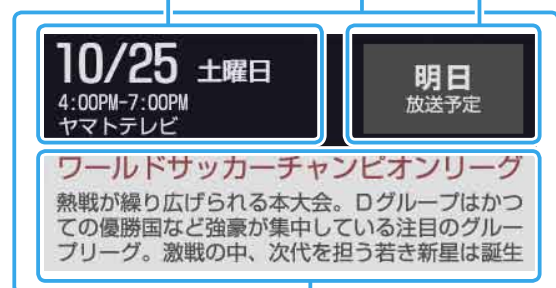 10/25 土曜日
4:00PM-7:00PM
ヤマトテレビ
明日
放送予定
ワールドサッカーチャンピオンリーグ
熱戦が繰り広げられる本大会。Dグループはかつ
ての優勝国など強豪が集中している注目のグルー
プリーグ。激戦の中、次代を担う若き新星は誕生